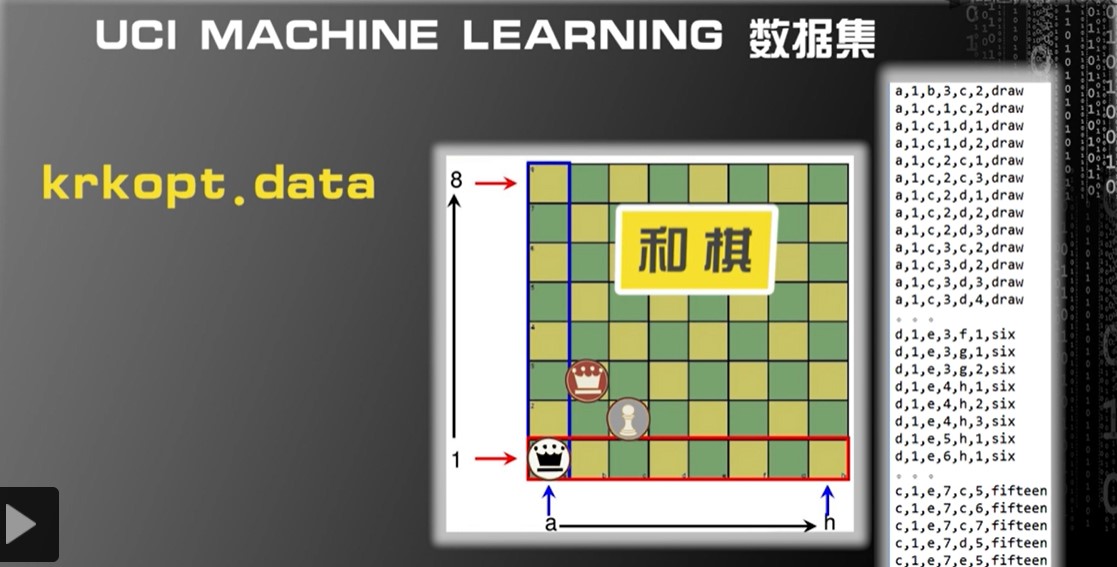 UCI MACHINE LEARNING 数据集
krkopt.data
8
和棋
1
a
h
a,1,b,3,c,2,draw
a,1,c,1,c,2,draw
a,1,c,1,d,1,draw
a,1,c,1,d,2,draw
a,1,c,2,c,1,draw
a,1,c,2,c,3,draw
a,1,c,2,d,1,draw
a,1,c,2,d,2,draw
a,1,c,2,d,3,draw
a,1,c,3,c,2,draw
a,1,c,3,d,2,draw
a,1,c,3,d,3,draw
a,1,c,3,d,4,draw
。。。
d,1,e,3,f,1,six
d,1,e,3,g,1,six
d,1,e,3,g,2,six
d,1,e,4,h,1,six
d,1,e,4,h,2,six
d,1,e,4,h,3,six
d,1,e,5,h,1,six
d,1,e,6,h,1,six
。。。
c,1,e,7,c,5,fifteen
c,1,e,7,c,6,fifteen
c,1,e,7,c,7,fifteen
c,1,e,7,d,5,fifteen
c,1,e,7,e,5,fifteen